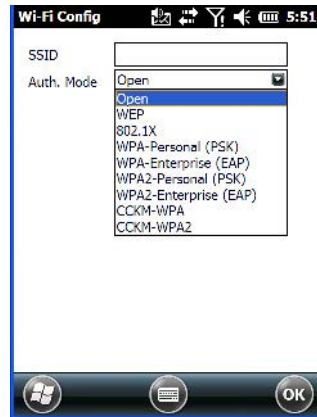 Wi-Fi Config 5:51
SSID
Auth. Mode Open
Open
WEP
802.1X
WPA-Personal (PSK)
WPA-Enterprise (EAP)
WPA2-Personal (PSK)
WPA2-Enterprise (EAP)
CCKM-WPA
CCKM-WPA2
OK